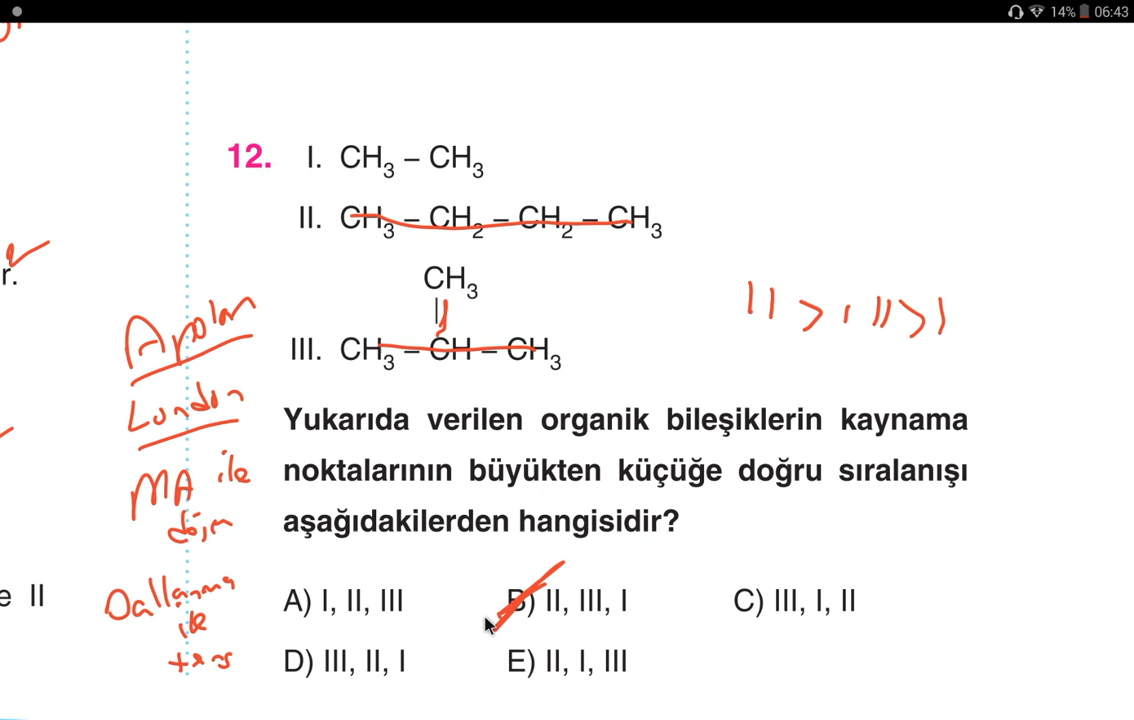 14% 06:43
12. I. CH3 – CH3
II. CH3 – CH2 – CH2 – CH3
CH3
r.
III. CH3 – CH – CH3
|| > ||| > |
Apolar
London
MA ile
doğru
Dallanma
ile
ters
Yukarıda verilen organik bileşiklerin kaynama
noktalarının büyükten küçüğe doğru sıralanışı
aşağıdakilerden hangisidir?
e II
A) I, II, III
B) II, III, I
C) III, I, II
D) III, II, I
E) II, I, III